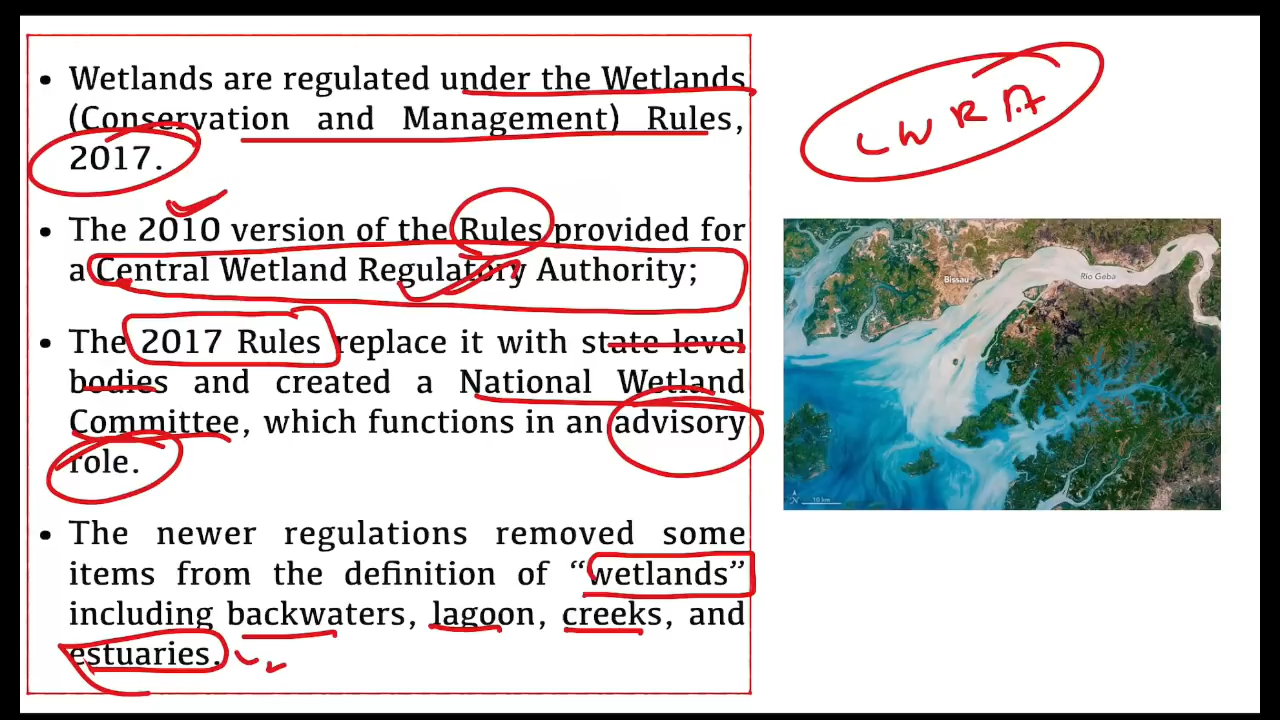 • Wetlands are regulated under the Wetlands
(Conservation and Management) Rules,
2017.
• The 2010 version of the Rules provided for
a Central Wetland Regulatory Authority;
• The 2017 Rules replace it with state level
bodies and created a National Wetland
Committee, which functions in an advisory
role.
• The newer regulations removed some
items from the definition of “wetlands”
including backwaters, lagoon, creeks, and
estuaries.
CWRA
Bissau
Rio Geba
N
10 km